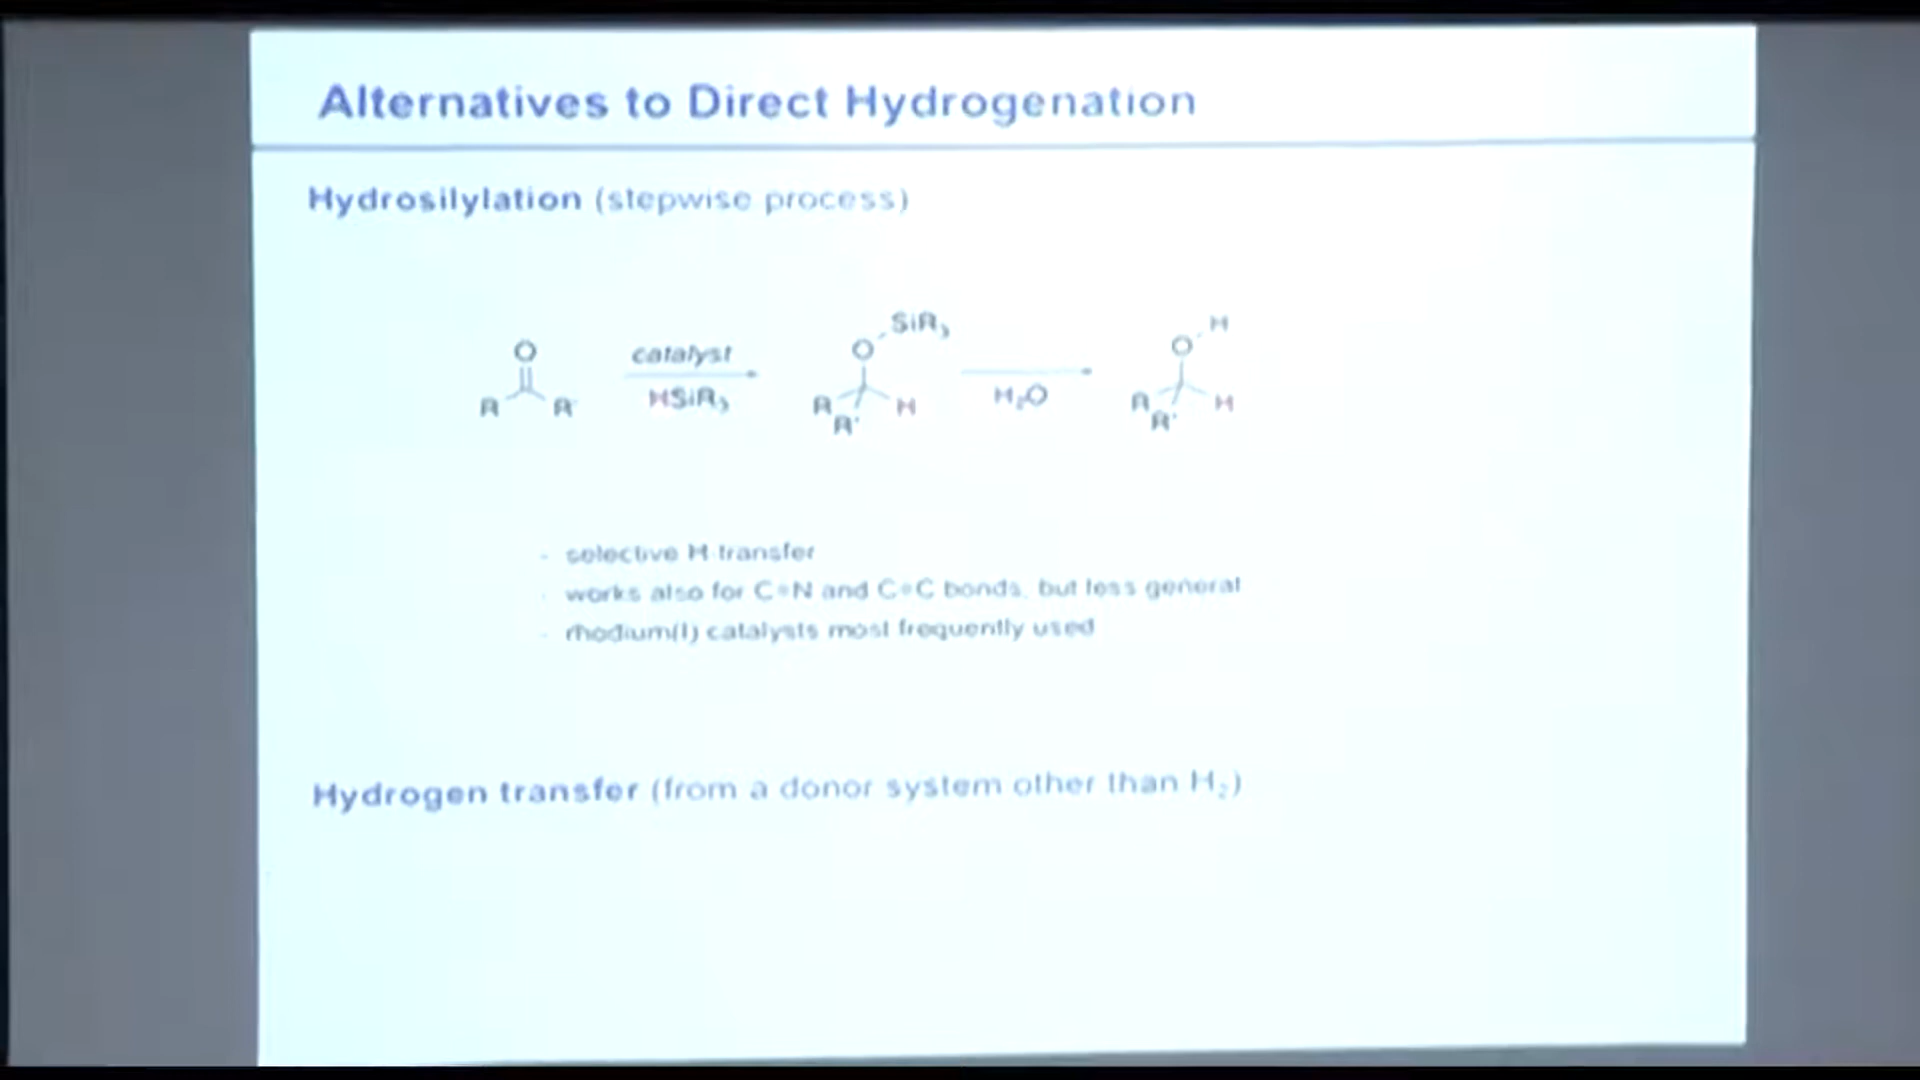 Alternatives to Direct Hydrogenation
Hydrosilylation (stepwise process)
O
R R'
catalyst
HSiR₃
SiR₃
O
R H
R'
H₂O
H
O
R H
R'
- selective H transfer
- works also for C=N and C=C bonds, but less general
- rhodium(I) catalysts most frequently used
Hydrogen transfer (from a donor system other than H₂)